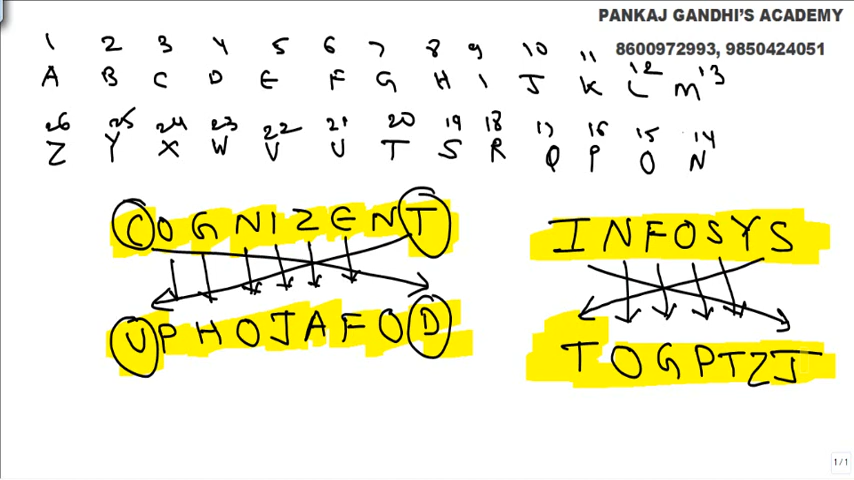 PANKAJ GANDHI'S ACADEMY
8600972993, 9850424051
1 2 3 4 5 6 7 8 9 10 11 12 13
A B C D E F G H I J K L M
26 25 24 23 22 21 20 19 18 17 16 15 14
Z Y X W V U T S R Q P O N
COGNIZENT
UPHOJAFOD
INFOSYS
TOGPTZJ
1/1